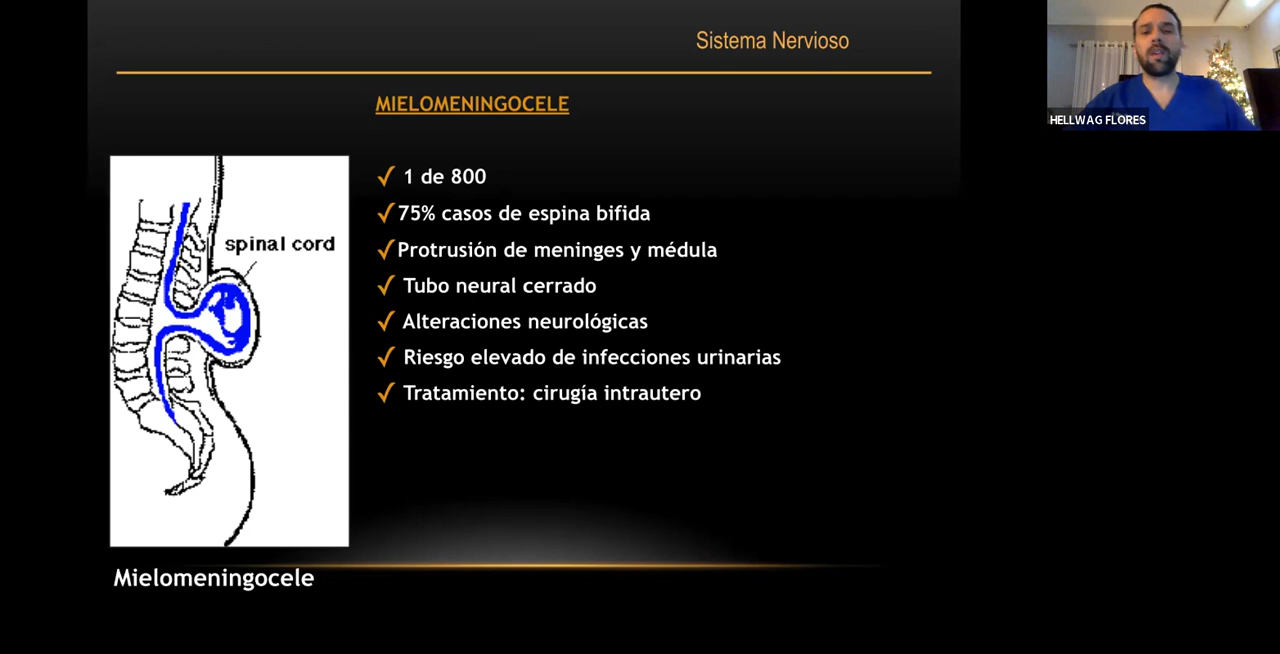 Sistema Nervioso
HELLWAG FLORES
MIELOMENINGOCELE
spinal cord
✓ 1 de 800
✓75% casos de espina bifida
✓Protrusión de meninges y médula
✓ Tubo neural cerrado
✓ Alteraciones neurológicas
✓ Riesgo elevado de infecciones urinarias
✓ Tratamiento: cirugía intrautero
Mielomeningocele